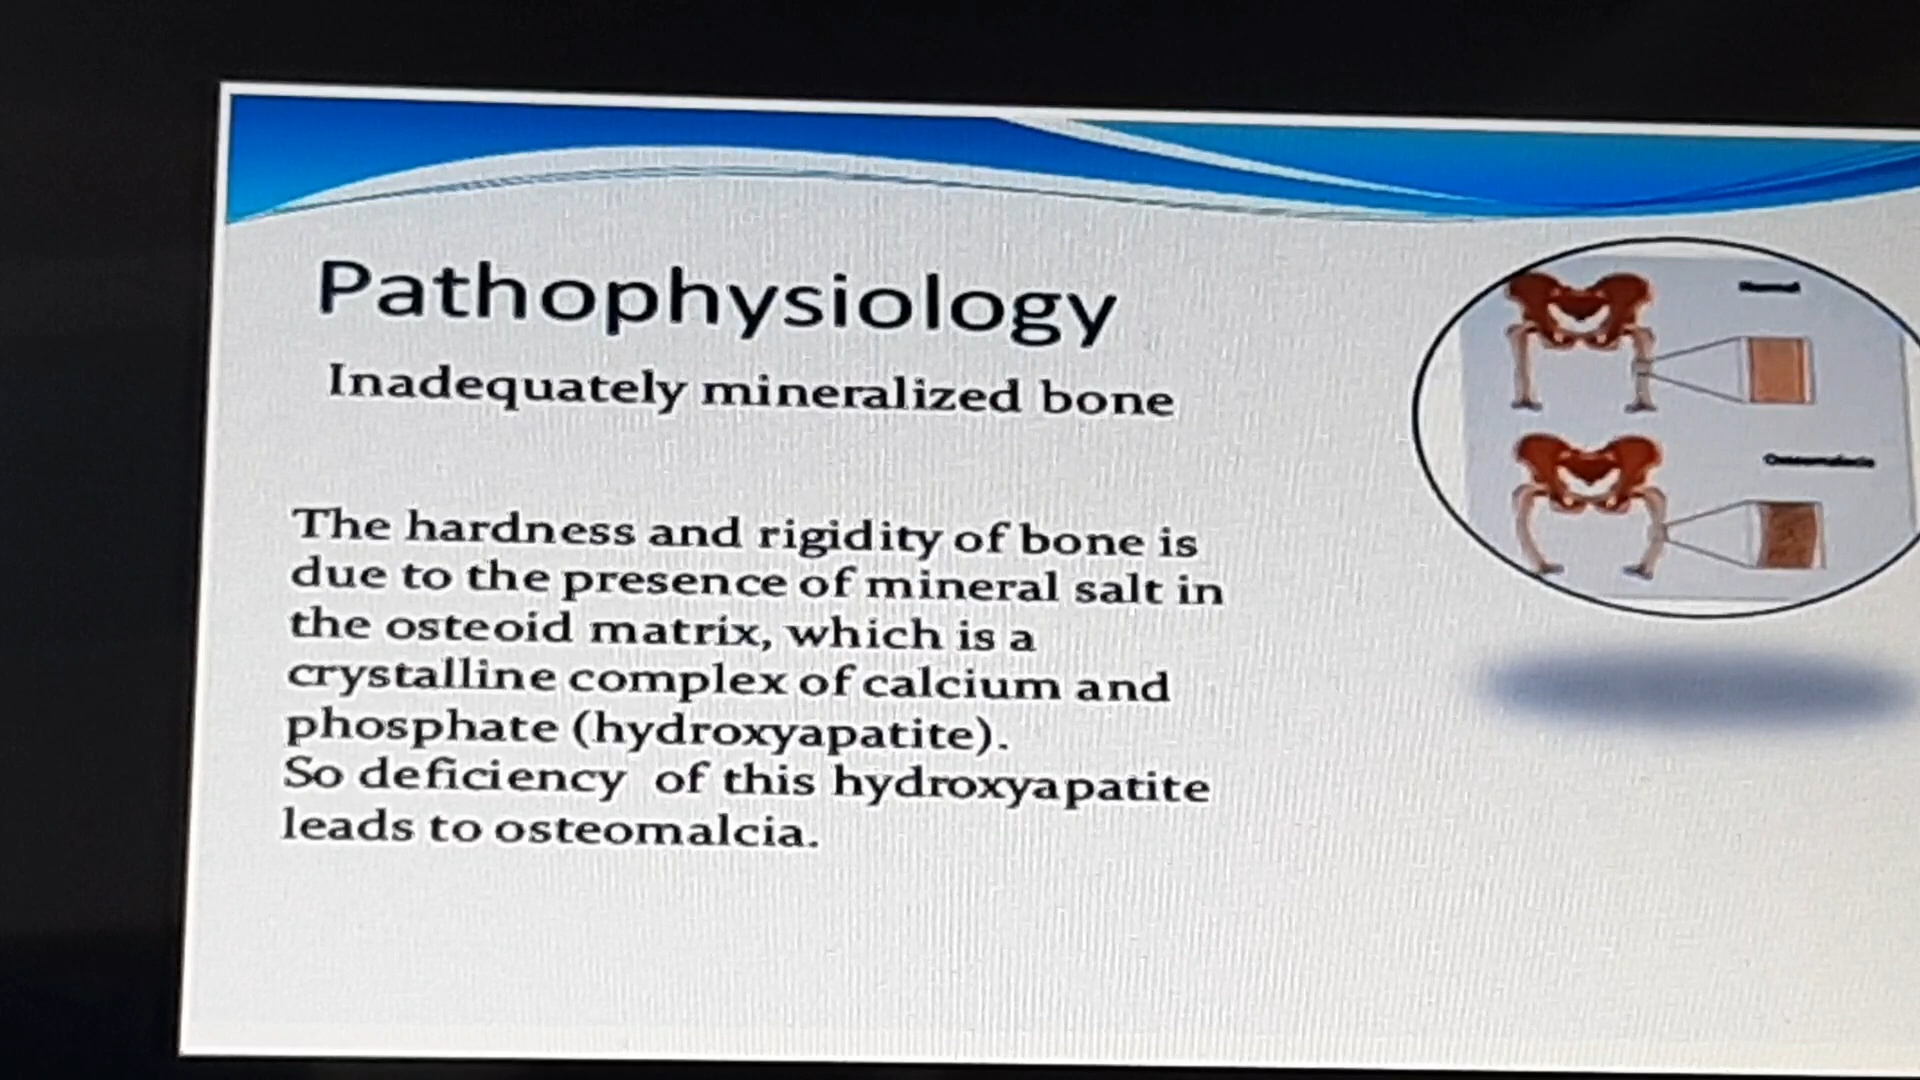 Pathophysiology
Inadequately mineralized bone
The hardness and rigidity of bone is
due to the presence of mineral salt in
the osteoid matrix, which is a
crystalline complex of calcium and
phosphate (hydroxyapatite).
So deficiency of this hydroxyapatite
leads to osteomalcia.